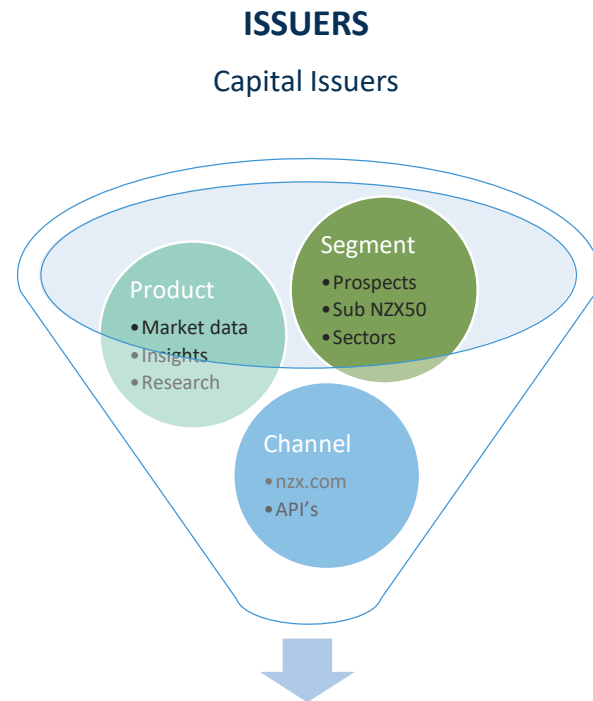 ISSUERS
Capital Issuers
Segment
•Prospects
•Sub NZX50
•Sectors
Product
•Market data
•Insights
•Research
Channel
•nzx.com
•API's